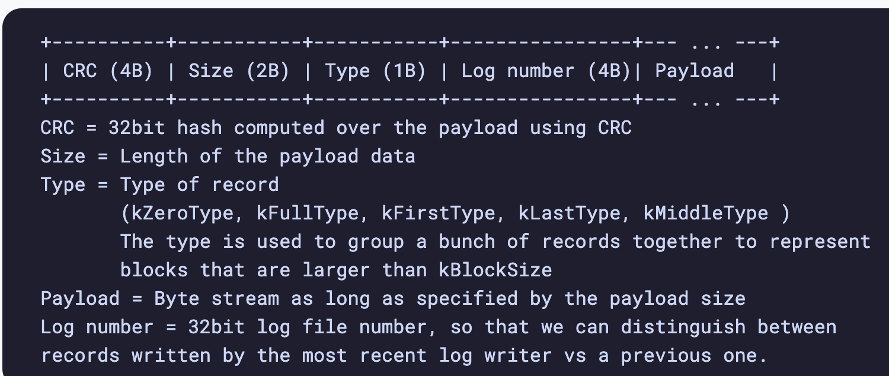 +----------+-----------+-----------+----------------+--- ... ---+
| CRC (4B) | Size (2B) | Type (1B) | Log number (4B)| Payload   |
+----------+-----------+-----------+----------------+--- ... ---+
CRC = 32bit hash computed over the payload using CRC
Size = Length of the payload data
Type = Type of record
       (kZeroType, kFullType, kFirstType, kLastType, kMiddleType )
       The type is used to group a bunch of records together to represent
       blocks that are larger than kBlockSize
Payload = Byte stream as long as specified by the payload size
Log number = 32bit log file number, so that we can distinguish between
records written by the most recent log writer vs a previous one.